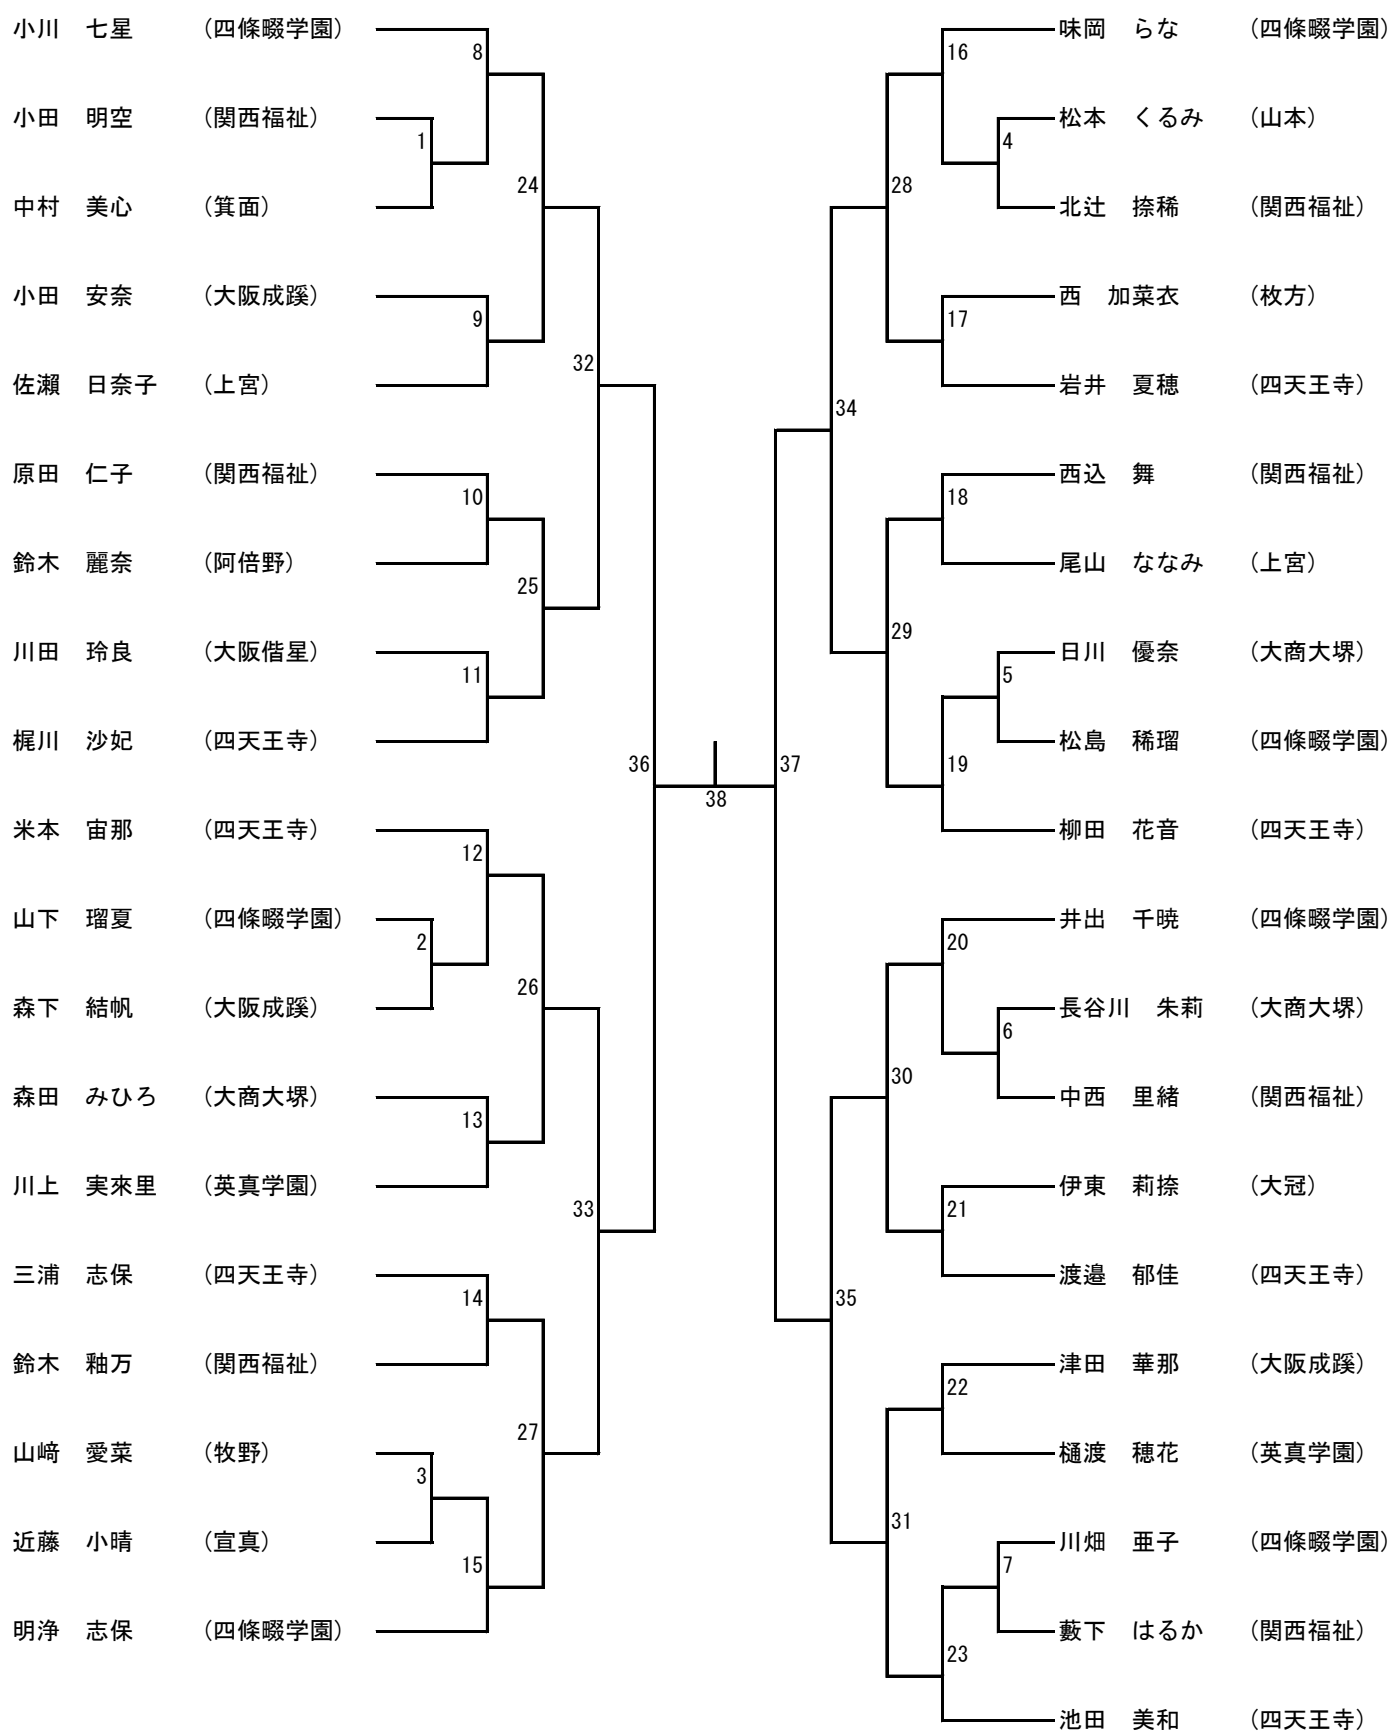 小川　七星　（四條畷学園）
8
小田　明空　（関西福祉）
1
中村　美心　（箕面）
24
小田　安奈　（大阪成蹊）
9
佐瀬　日奈子　（上宮）
32
原田　仁子　（関西福祉）
10
鈴木　麗奈　（阿倍野）
25
川田　玲良　（大阪偕星）
11
梶川　沙妃　（四天王寺）
36
米本　宙那　（四天王寺）
12
山下　瑠夏　（四條畷学園）
2
森下　結帆　（大阪成蹊）
26
森田　みひろ　（大商大堺）
13
川上　実來里　（英真学園）
33
三浦　志保　（四天王寺）
14
鈴木　釉万　（関西福祉）
27
山﨑　愛菜　（牧野）
3
近藤　小晴　（宣真）
15
明浄　志保　（四條畷学園）
38
味岡　らな　（四條畷学園）
16
松本　くるみ　（山本）
4
北辻　捺稀　（関西福祉）
28
西　加菜衣　（枚方）
17
岩井　夏穂　（四天王寺）
34
西込　舞　（関西福祉）
18
尾山　ななみ　（上宮）
29
日川　優奈　（大商大堺）
5
松島　稀瑠　（四條畷学園）
19
37
柳田　花音　（四天王寺）
井出　千暁　（四條畷学園）
20
長谷川　朱莉　（大商大堺）
6
30
中西　里緒　（関西福祉）
伊東　莉捺　（大冠）
21
渡邉　郁佳　（四天王寺）
35
津田　華那　（大阪成蹊）
22
樋渡　穂花　（英真学園）
31
川畑　亜子　（四條畷学園）
7
藪下　はるか　（関西福祉）
23
池田　美和　（四天王寺）